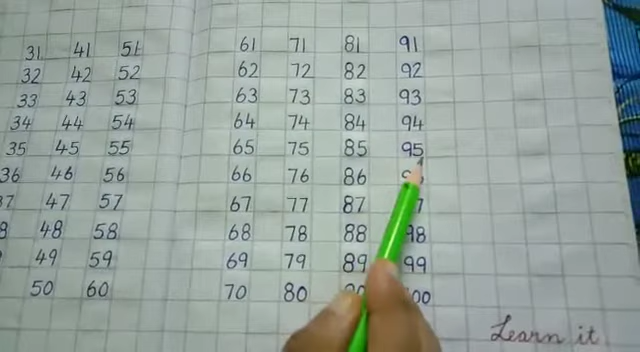 31 41 51 61 71 81 91
32 42 52 62 72 82 92
33 43 53 63 73 83 93
34 44 54 64 74 84 94
35 45 55 65 75 85 95
36 46 56 66 76 86
47 57 67 77 87
48 58 68 78 88 98
49 59 69 79 89 99
50 60 70 80
Learn it